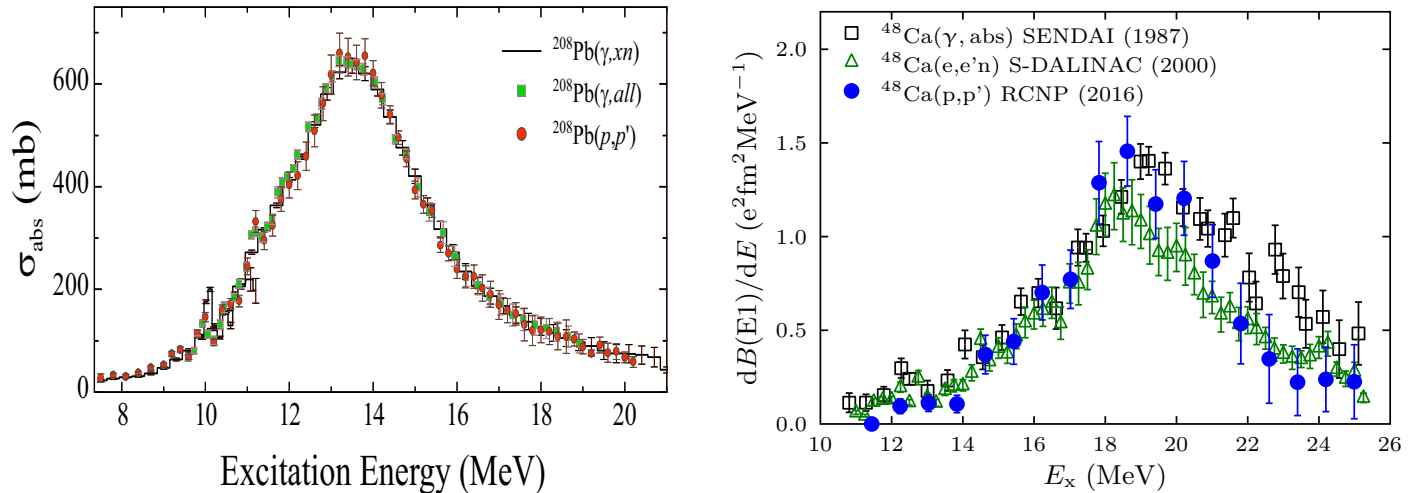 600
400
200
0
σabs (mb)
²⁰⁸Pb(γ,xn)
²⁰⁸Pb(γ,all)
²⁰⁸Pb(p,p')
8 10 12 14 16 18 20
Excitation Energy (MeV)
2.0
1.5
1.0
0.5
0.0
dB(E1)/dE (e²fm²MeV⁻¹)
⁴⁸Ca(γ, abs) SENDAI (1987)
⁴⁸Ca(e,e'n) S-DALINAC (2000)
⁴⁸Ca(p,p') RCNP (2016)
10 12 14 16 18 20 22 24 26
Eₓ (MeV)